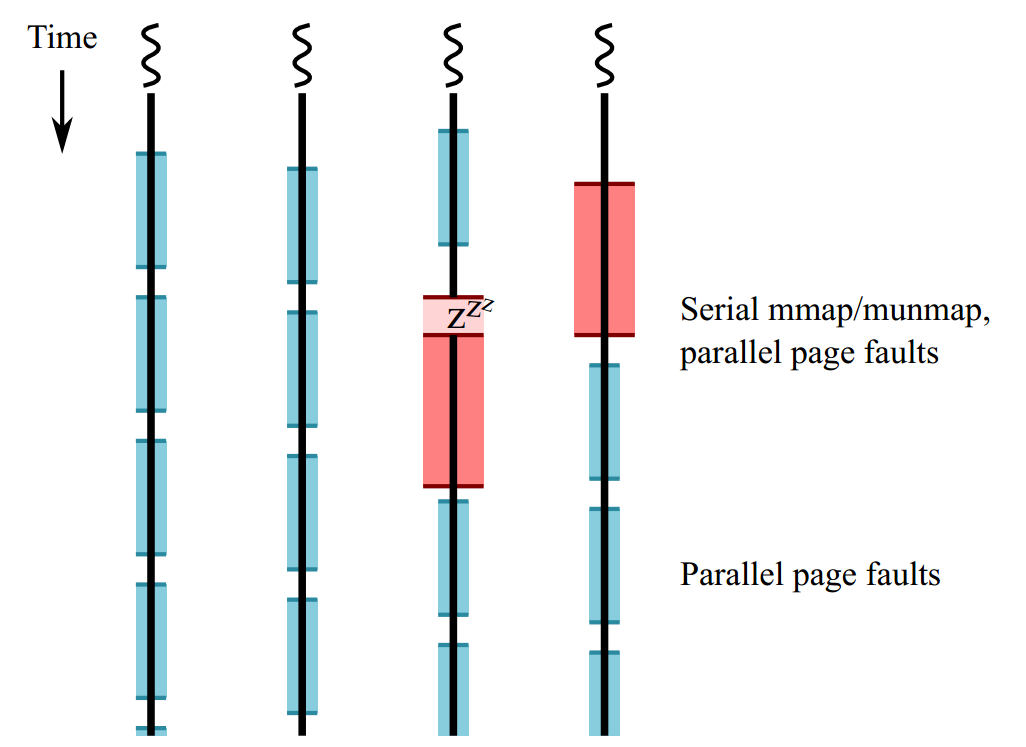 Time
zzz
Serial mmap/munmap,
parallel page faults
Parallel page faults